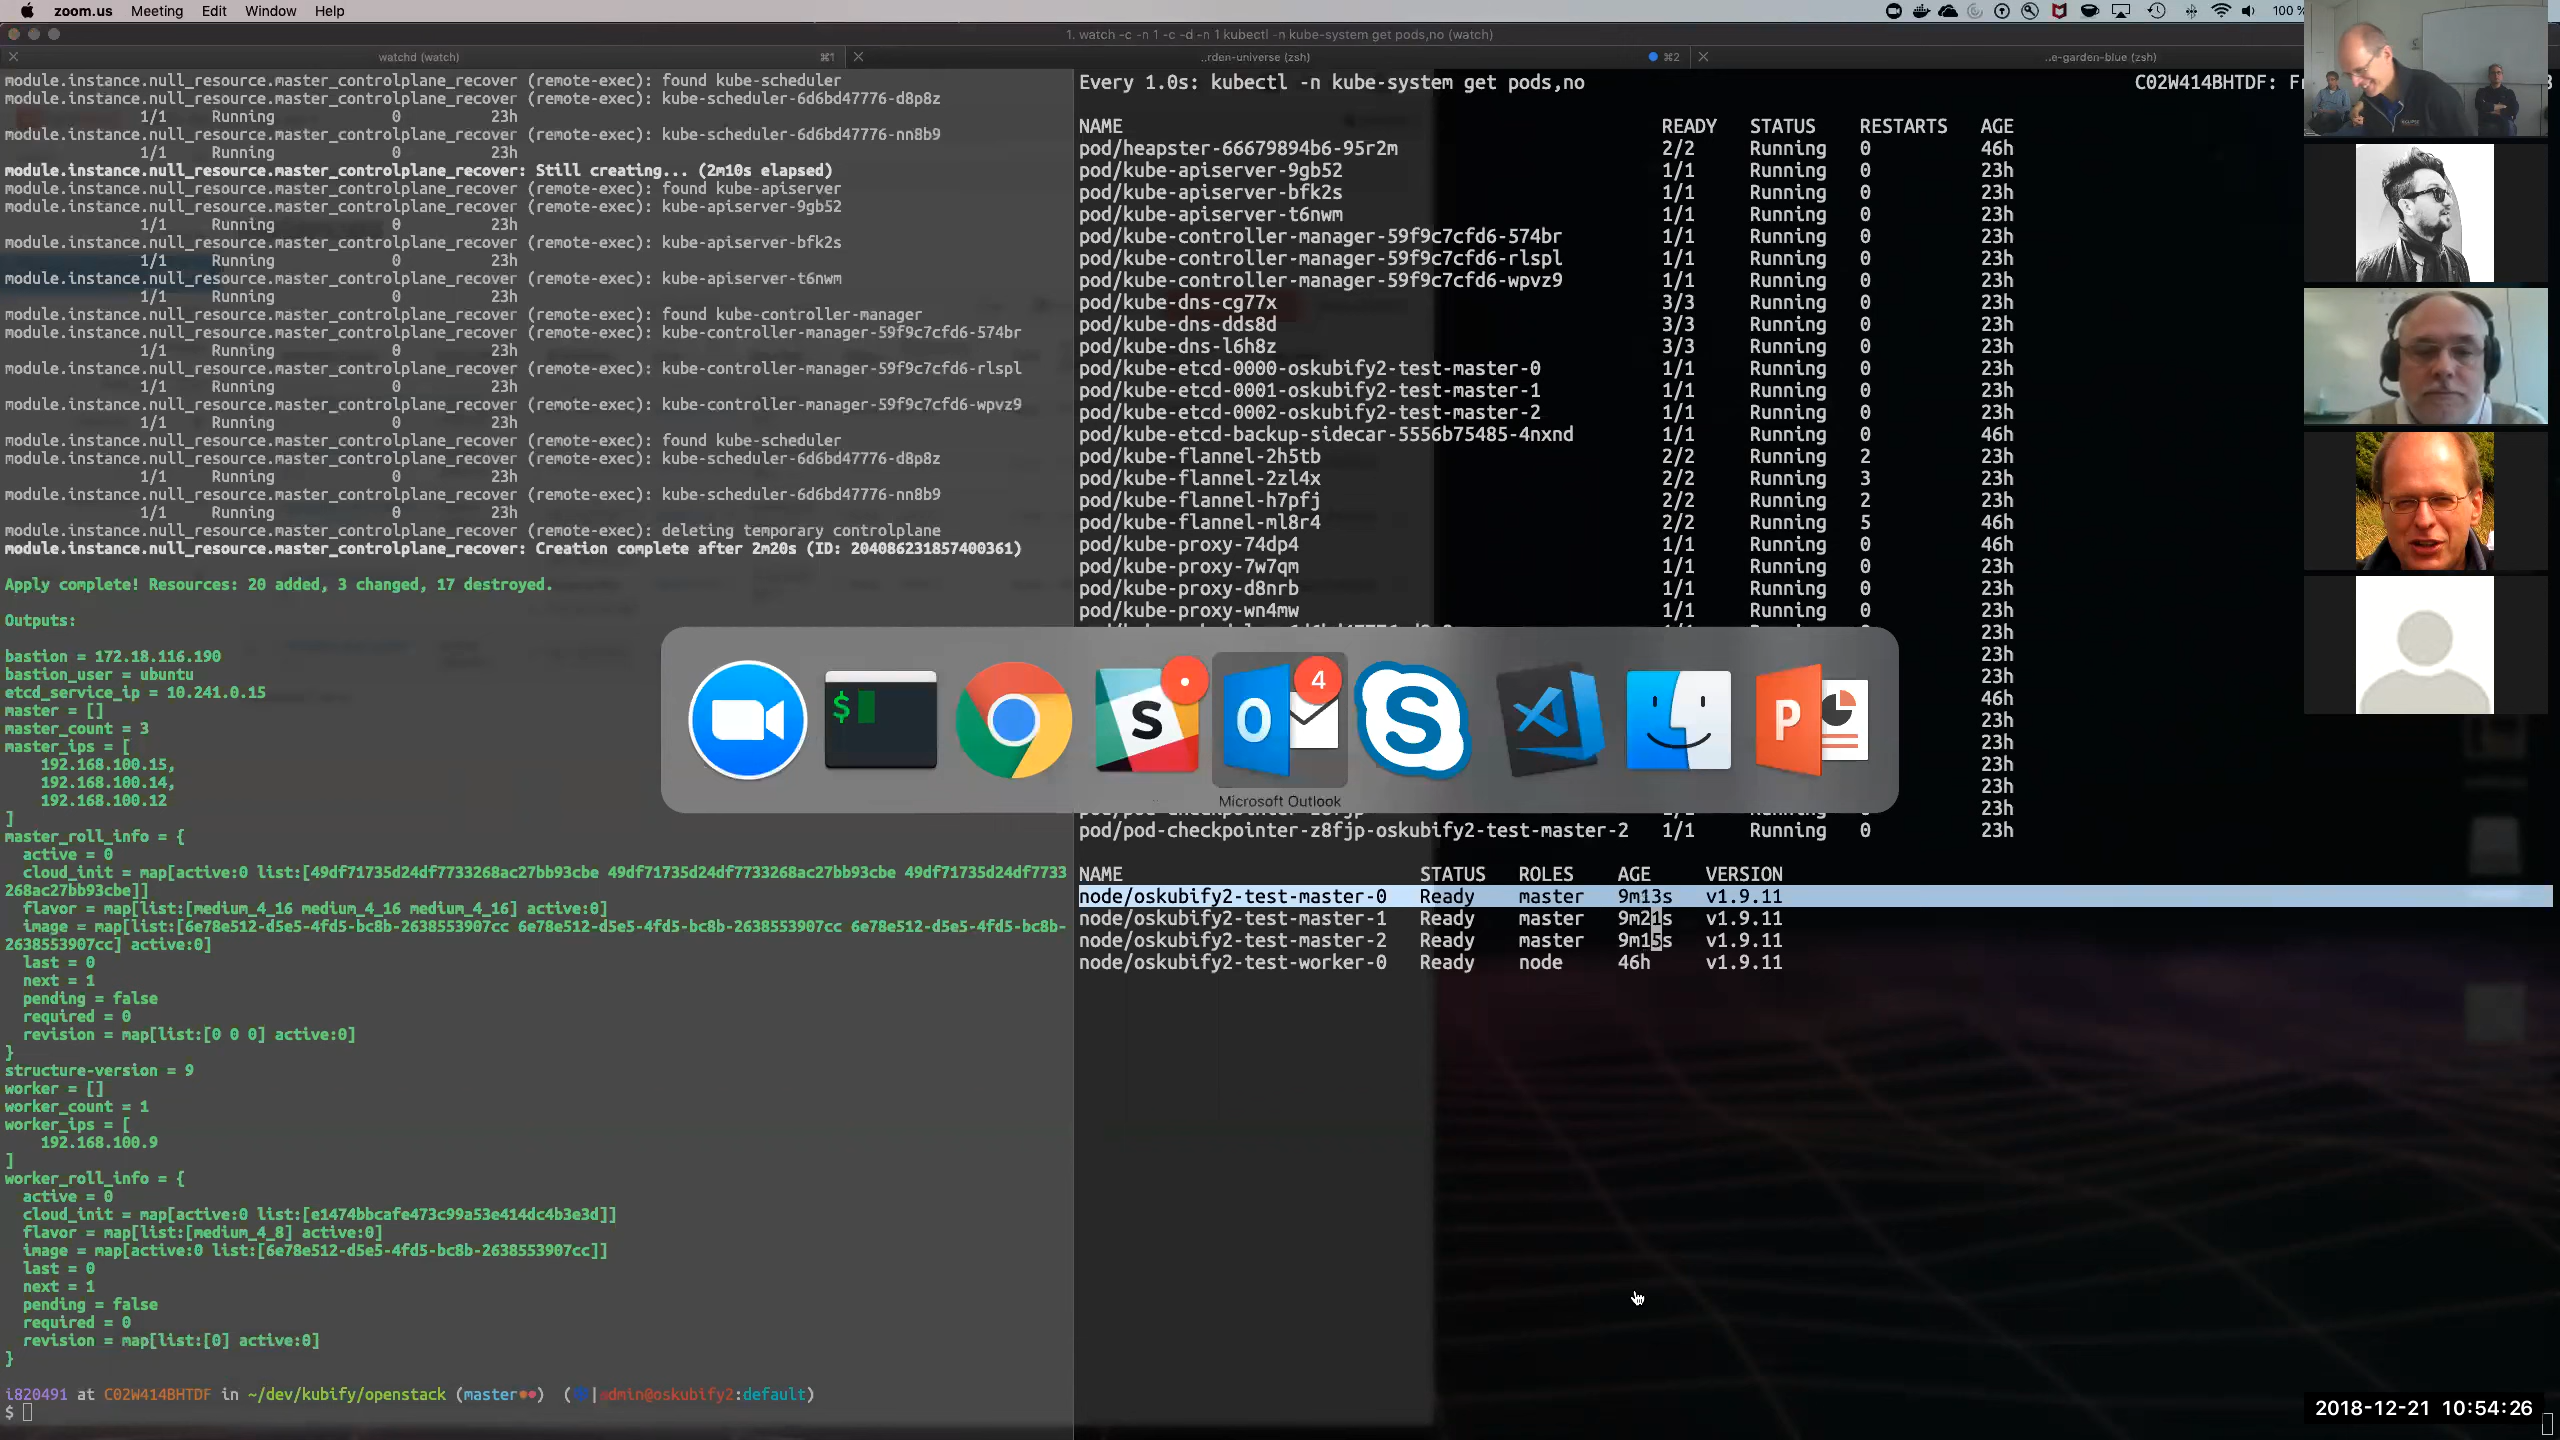 zoom.us Meeting Edit Window Help
100 %
1. watch -c -n 1 -c -d -n 1 kubectl -n kube-system get pods,no (watch)
watchd (watch) ⌘1
..rden-universe (zsh) ⌘2
..e-garden-blue (zsh)
module.instance.null_resource.master_controlplane_recover (remote-exec): found kube-scheduler
module.instance.null_resource.master_controlplane_recover (remote-exec): kube-scheduler-6d6bd47776-d8p8z
1/1 Running 0 23h
module.instance.null_resource.master_controlplane_recover (remote-exec): kube-scheduler-6d6bd47776-nn8b9
1/1 Running 0 23h
module.instance.null_resource.master_controlplane_recover: Still creating... (2m10s elapsed)
module.instance.null_resource.master_controlplane_recover (remote-exec): found kube-apiserver
module.instance.null_resource.master_controlplane_recover (remote-exec): kube-apiserver-9gb52
1/1 Running 0 23h
module.instance.null_resource.master_controlplane_recover (remote-exec): kube-apiserver-bfk2s
1/1 Running 0 23h
module.instance.null_resource.master_controlplane_recover (remote-exec): kube-apiserver-t6nwm
1/1 Running 0 23h
module.instance.null_resource.master_controlplane_recover (remote-exec): found kube-controller-manager
module.instance.null_resource.master_controlplane_recover (remote-exec): kube-controller-manager-59f9c7cfd6-574br
1/1 Running 0 23h
module.instance.null_resource.master_controlplane_recover (remote-exec): kube-controller-manager-59f9c7cfd6-rlspl
1/1 Running 0 23h
module.instance.null_resource.master_controlplane_recover (remote-exec): kube-controller-manager-59f9c7cfd6-wpvz9
1/1 Running 0 23h
module.instance.null_resource.master_controlplane_recover (remote-exec): found kube-scheduler
module.instance.null_resource.master_controlplane_recover (remote-exec): kube-scheduler-6d6bd47776-d8p8z
1/1 Running 0 23h
module.instance.null_resource.master_controlplane_recover (remote-exec): kube-scheduler-6d6bd47776-nn8b9
1/1 Running 0 23h
module.instance.null_resource.master_controlplane_recover (remote-exec): deleting temporary controlplane
module.instance.null_resource.master_controlplane_recover: Creation complete after 2m20s (ID: 204086231857400361)
Apply complete! Resources: 20 added, 3 changed, 17 destroyed.
Outputs:
bastion = 172.18.116.190
bastion_user = ubuntu
etcd_service_ip = 10.241.0.15
master = []
master_count = 3
master_ips = [
192.168.100.15,
192.168.100.14,
192.168.100.12
]
master_roll_info = {
active = 0
cloud_init = map[active:0 list:[49df71735d24df7733268ac27bb93cbe 49df71735d24df7733268ac27bb93cbe 49df71735d24df7733
268ac27bb93cbe]]
flavor = map[list:[medium_4_16 medium_4_16 medium_4_16] active:0]
image = map[list:[6e78e512-d5e5-4fd5-bc8b-2638553907cc 6e78e512-d5e5-4fd5-bc8b-2638553907cc 6e78e512-d5e5-4fd5-bc8b-
2638553907cc] active:0]
last = 0
next = 1
pending = false
required = 0
revision = map[list:[0 0 0] active:0]
}
structure-version = 9
worker = []
worker_count = 1
worker_ips = [
192.168.100.9
]
worker_roll_info = {
active = 0
cloud_init = map[active:0 list:[e1474bbcafe473c99a53e414dc4b3e3d]]
flavor = map[list:[medium_4_8] active:0]
image = map[active:0 list:[6e78e512-d5e5-4fd5-bc8b-2638553907cc]]
last = 0
next = 1
pending = false
required = 0
revision = map[list:[0] active:0]
}
i820491 at C02W414BHTDF in ~/dev/kubify/openstack (master) ( |admin@oskubify2:default)
$
Every 1.0s: kubectl -n kube-system get pods,no C02W414BHTDF: Fr
NAME READY STATUS RESTARTS AGE
pod/heapster-66679894b6-95r2m 2/2 Running 0 46h
pod/kube-apiserver-9gb52 1/1 Running 0 23h
pod/kube-apiserver-bfk2s 1/1 Running 0 23h
pod/kube-apiserver-t6nwm 1/1 Running 0 23h
pod/kube-controller-manager-59f9c7cfd6-574br 1/1 Running 0 23h
pod/kube-controller-manager-59f9c7cfd6-rlspl 1/1 Running 0 23h
pod/kube-controller-manager-59f9c7cfd6-wpvz9 1/1 Running 0 23h
pod/kube-dns-cg77x 3/3 Running 0 23h
pod/kube-dns-dds8d 3/3 Running 0 23h
pod/kube-dns-l6h8z 3/3 Running 0 23h
pod/kube-etcd-0000-oskubify2-test-master-0 1/1 Running 0 23h
pod/kube-etcd-0001-oskubify2-test-master-1 1/1 Running 0 23h
pod/kube-etcd-0002-oskubify2-test-master-2 1/1 Running 0 23h
pod/kube-etcd-backup-sidecar-5556b75485-4nxnd 1/1 Running 0 46h
pod/kube-flannel-2h5tb 2/2 Running 2 23h
pod/kube-flannel-2zl4x 2/2 Running 3 23h
pod/kube-flannel-h7pfj 2/2 Running 2 23h
pod/kube-flannel-ml8r4 2/2 Running 5 46h
pod/kube-proxy-74dp4 1/1 Running 0 46h
pod/kube-proxy-7w7qm 1/1 Running 0 23h
pod/kube-proxy-d8nrb 1/1 Running 0 23h
pod/kube-proxy-wn4mw 1/1 Running 0 23h
23h
23h
23h
46h
23h
23h
23h
23h
23h
pod/pod-checkpointer-z8fjp-oskubify2-test-master-2 1/1 Running 0 23h
S
O
4
S
P
Microsoft Outlook
NAME STATUS ROLES AGE VERSION
node/oskubify2-test-master-0 Ready master 9m13s v1.9.11
node/oskubify2-test-master-1 Ready master 9m21s v1.9.11
node/oskubify2-test-master-2 Ready master 9m15s v1.9.11
node/oskubify2-test-worker-0 Ready node 46h v1.9.11
2018-12-21 10:54:26